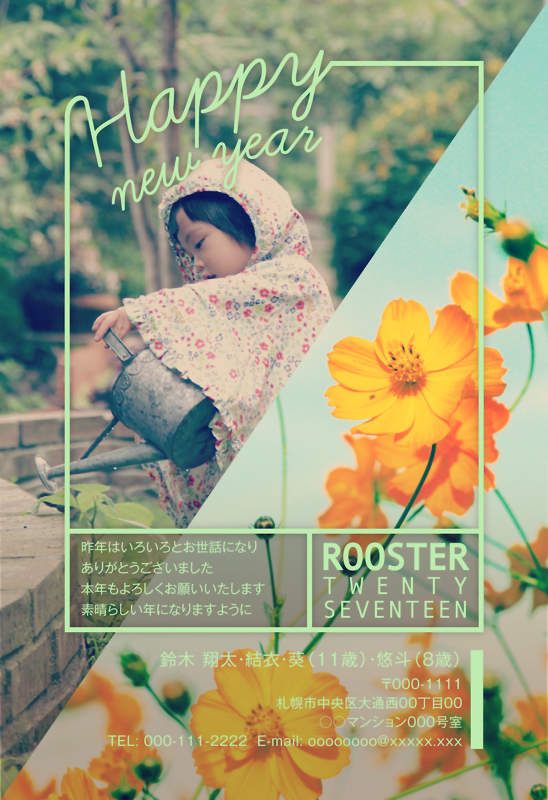 Happy
new year
昨年はいろいろとお世話になり
ありがとうございました
本年もよろしくお願いいたします
素晴らしい年になりますように
ROOSTER
TWENTY
SEVENTEEN
鈴木 翔太・結衣・葵（11歳）・悠斗（8歳）
〒000-1111
札幌市中央区大通西00丁目00
○○マンション000号室
TEL: 000-111-2222 E-mail: oooooooo@xxxxx.xxx